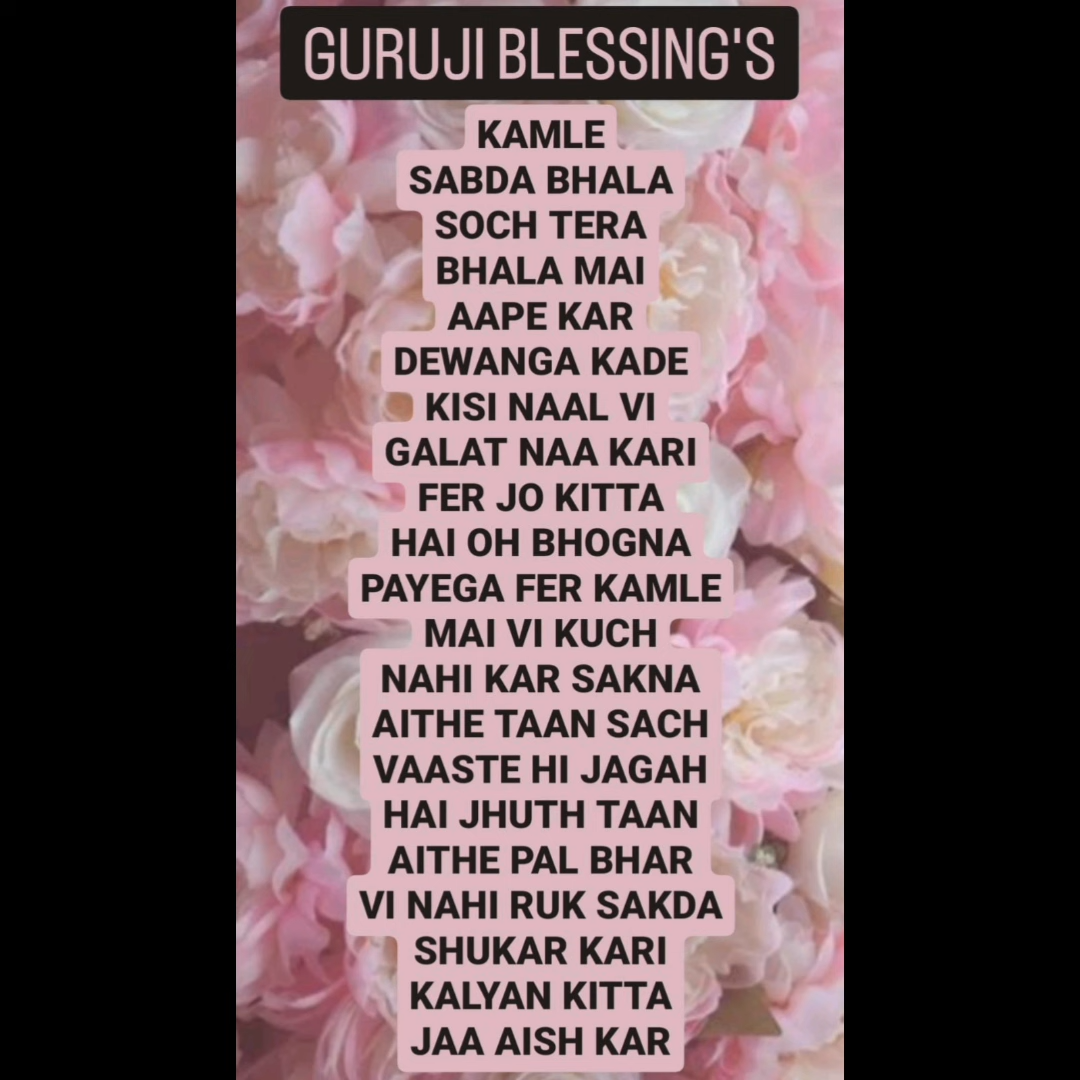 GURUJI BLESSING'S
KAMLE
SABDA BHALA
SOCH TERA
BHALA MAI
AAPE KAR
DEWANGA KADE
KISI NAAL VI
GALAT NAA KARI
FER JO KITTA
HAI OH BHOGNA
PAYEGA FER KAMLE
MAI VI KUCH
NAHI KAR SAKNA
AITHE TAAN SACH
VAASTE HI JAGAH
HAI JHUTH TAAN
AITHE PAL BHAR
VI NAHI RUK SAKDA
SHUKAR KARI
KALYAN KITTA
JAA AISH KAR